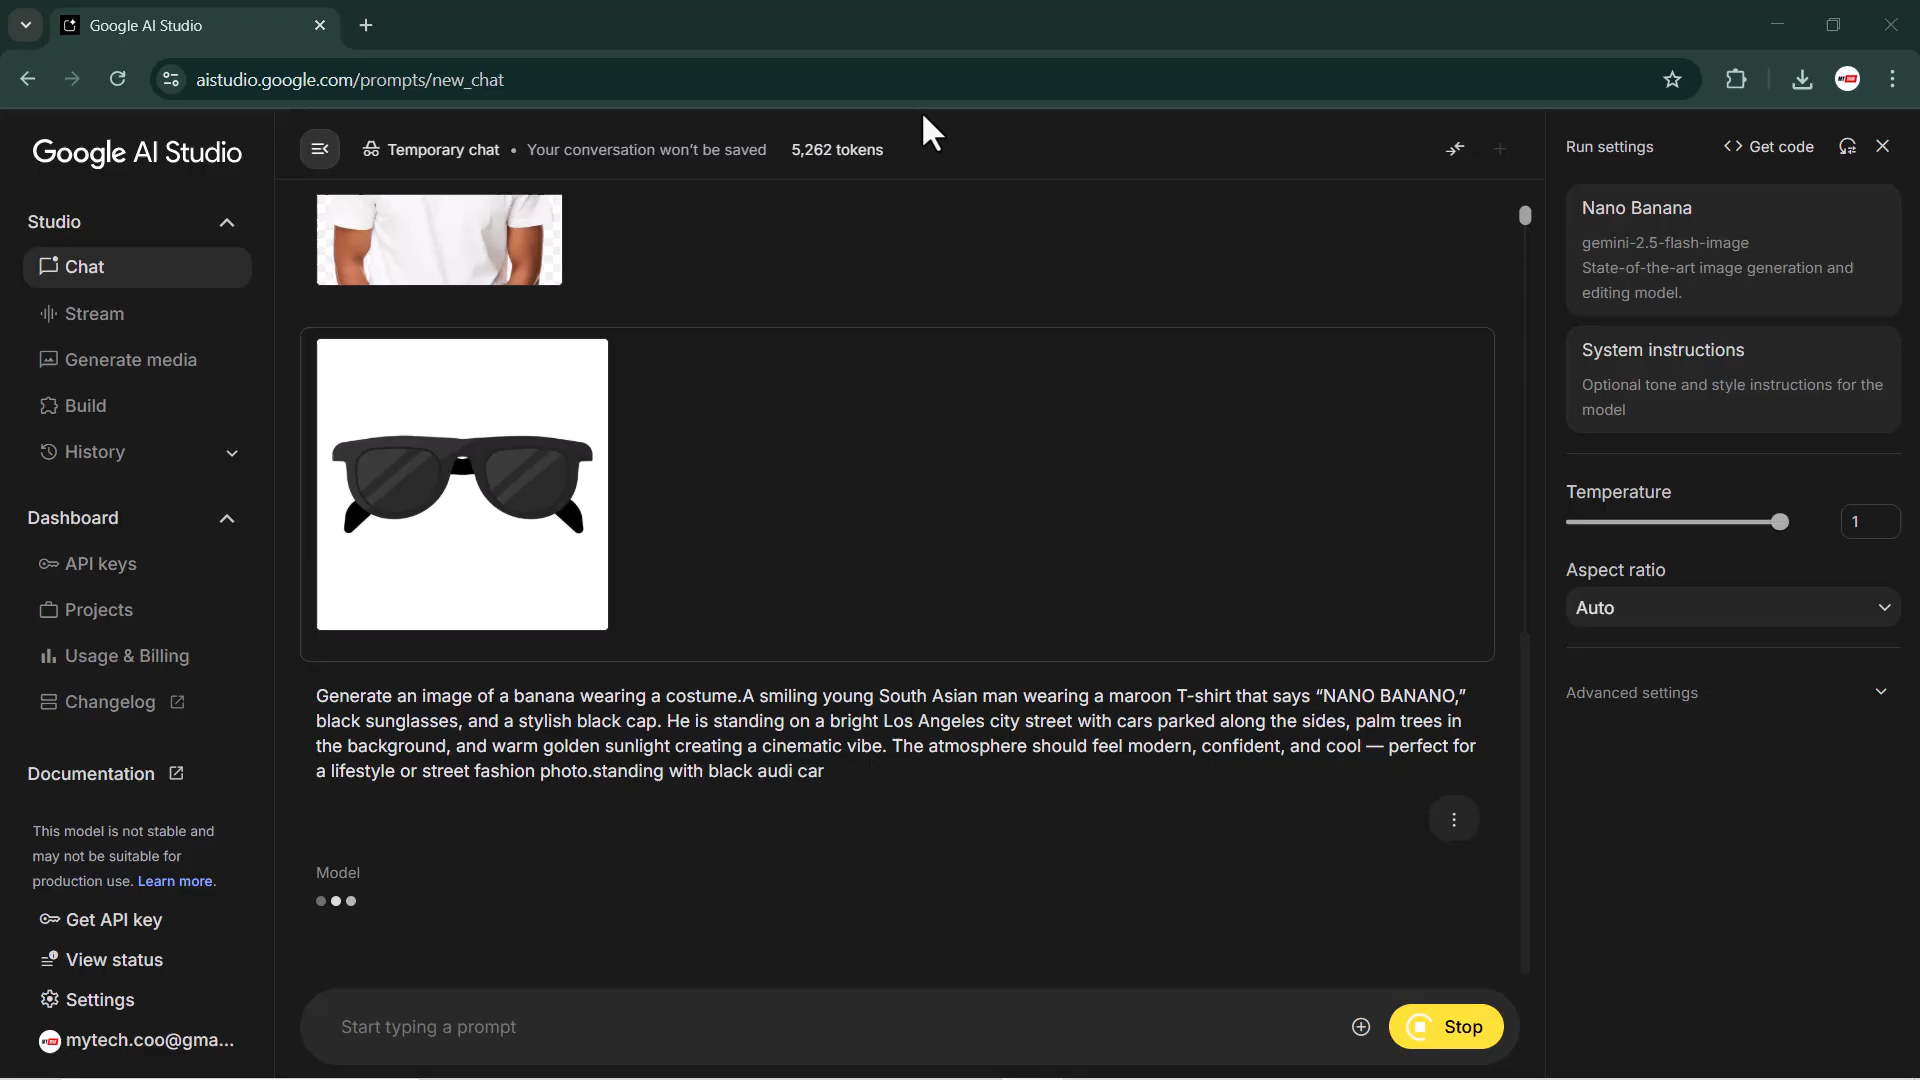 Google AI Studio
aistudio.google.com/prompts/new_chat
Google AI Studio
Studio
Chat
Stream
Generate media
Build
History
Dashboard
API keys
Projects
Usage & Billing
Changelog
Documentation
This model is not stable and
may not be suitable for
production use. Learn more.
Get API key
View status
Settings
mytech.coo@gma...
Temporary chat • Your conversation won't be saved 5,262 tokens
Generate an image of a banana wearing a costume.A smiling young South Asian man wearing a maroon T-shirt that says “NANO BANANO,”
black sunglasses, and a stylish black cap. He is standing on a bright Los Angeles city street with cars parked along the sides, palm trees in
the background, and warm golden sunlight creating a cinematic vibe. The atmosphere should feel modern, confident, and cool — perfect for
a lifestyle or street fashion photo.standing with black audi car
Model
Start typing a prompt
Stop
Run settings
<> Get code
Nano Banana
gemini-2.5-flash-image
State-of-the-art image generation and
editing model.
System instructions
Optional tone and style instructions for the
model
Temperature
1
Aspect ratio
Auto
Advanced settings